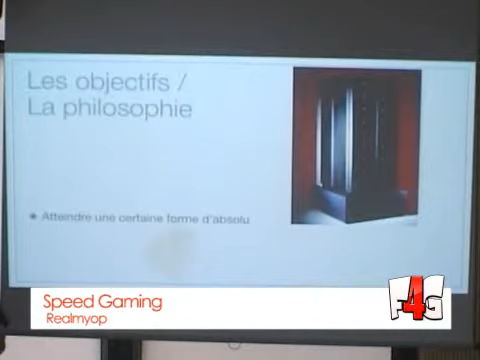 Les objectifs /
La philosophie
Atteindre une certaine forme d'absolu
Speed Gaming
Realmyop
F4G